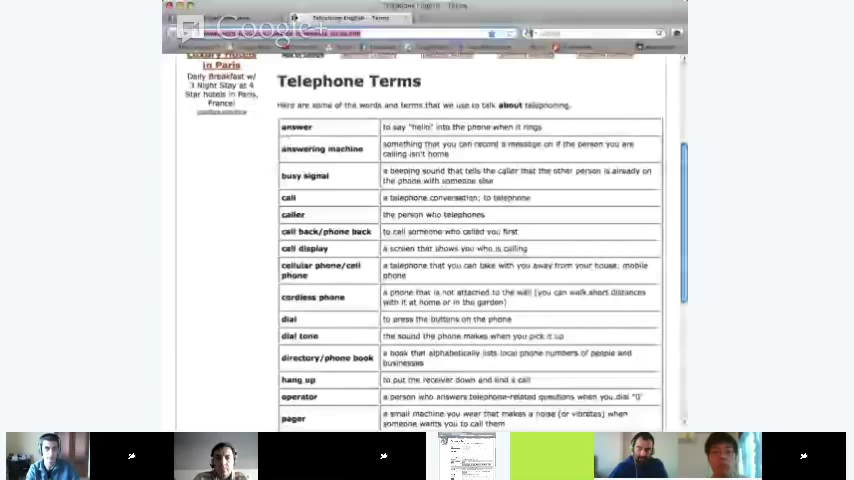 Telephone English - Terms
Google+
Luxury Hotels
in Paris
Daily Breakfast w/
3 Night Stay at 4
Star hotels in Paris,
France!
Telephone Terms
Here are some of the words and terms that we use to talk about telephoning.
answer
to say "hello" into the phone when it rings
answering machine
something that you can record a message on if the person you are
calling isn't home
busy signal
a beeping sound that tells the caller that the other person is already on
the phone with someone else
call
a telephone conversation; to telephone
caller
the person who telephones
call back/phone back
to call someone who called you first
call display
a screen that shows you who is calling
cellular phone/cell
phone
a telephone that you can take with you away from your house; mobile
phone
cordless phone
a phone that is not attached to the wall (you can walk short distances
with it at home or in the garden)
dial
to press the buttons on the phone
dial tone
the sound the phone makes when you pick it up
directory/phone book
a book that alphabetically lists local phone numbers of people and
businesses
hang up
to put the receiver down and end a call
operator
a person who answers telephone-related questions when you dial "0"
pager
a small machine you wear that makes a noise (or vibrates) when
someone wants you to call them